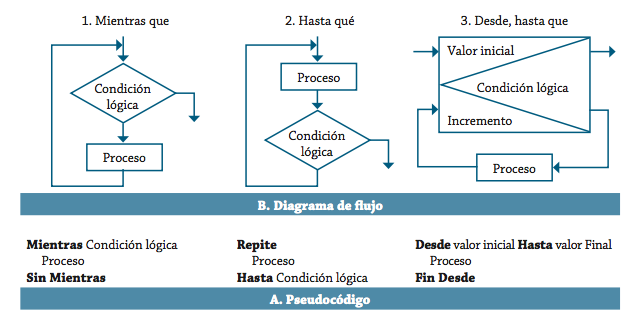 1. Mientras que
2. Hasta qué
3. Desde, hasta que
Condición
lógica
Proceso
Proceso
Condición
lógica
Valor inicial
Condición lógica
Incremento
Proceso
B. Diagrama de flujo
Mientras Condición lógica
Proceso
Sin Mientras
Repite
Proceso
Hasta Condición lógica
Desde valor inicial Hasta valor Final
Proceso
Fin Desde
A. Pseudocódigo